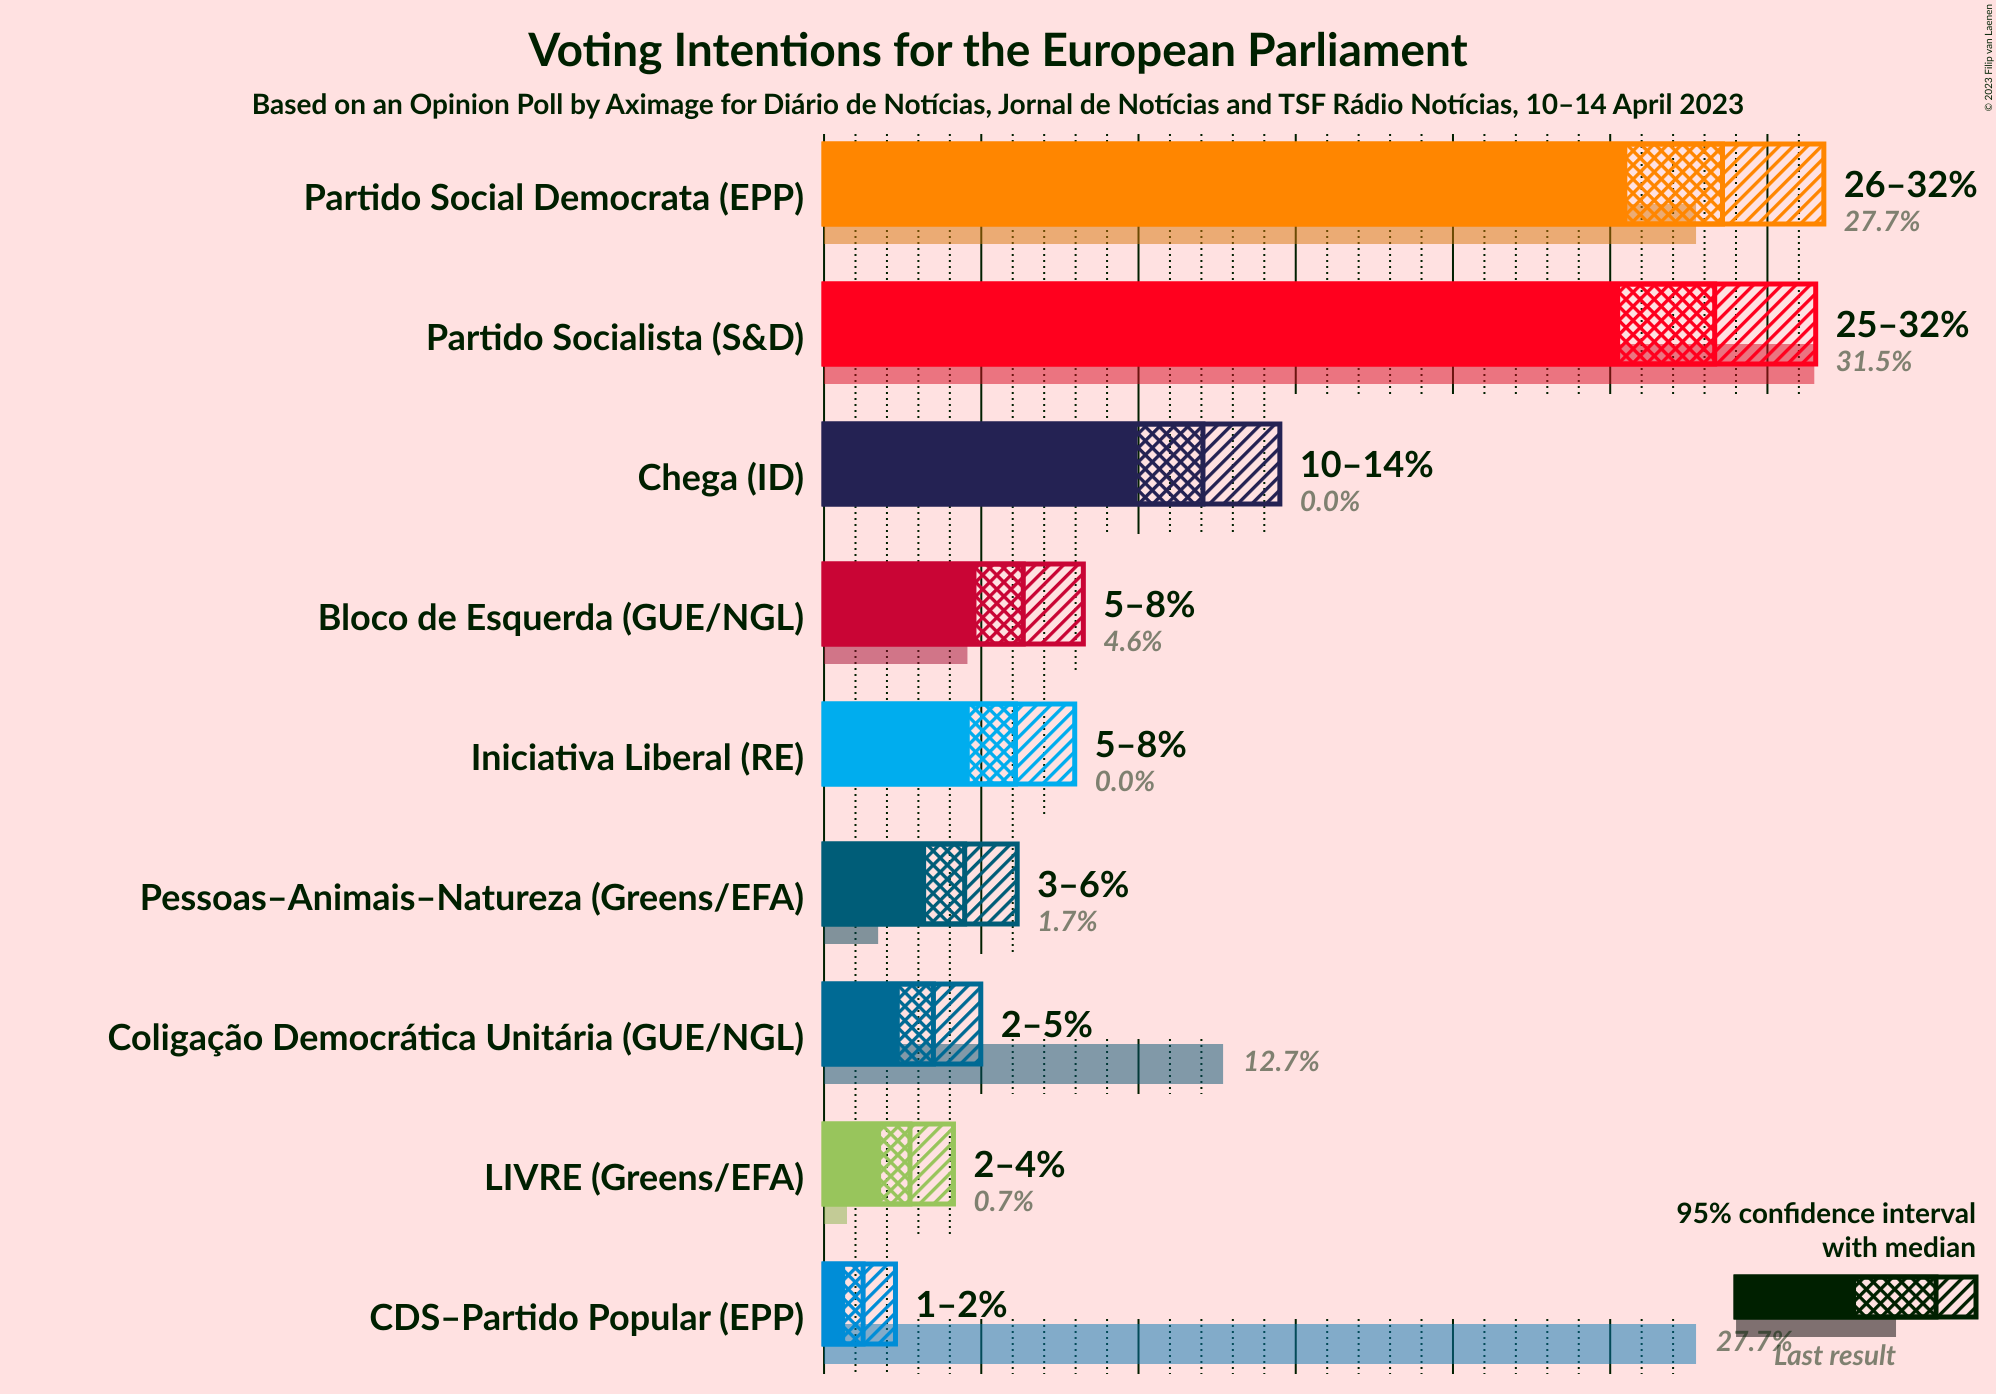 Voting Intentions for the European Parliament
Based on an Opinion Poll by Aximage for Diário de Notícias, Jornal de Notícias and TSF Rádio Notícias, 10–14 April 2023
© 2023 Filip van Laenen
Partido Social Democrata (EPP)
26–32%
27.7%
Partido Socialista (S&D)
25–32%
31.5%
Chega (ID)
10–14%
0.0%
Bloco de Esquerda (GUE/NGL)
5–8%
4.6%
Iniciativa Liberal (RE)
5–8%
0.0%
Pessoas–Animais–Natureza (Greens/EFA)
3–6%
1.7%
Coligação Democrática Unitária (GUE/NGL)
2–5%
12.7%
LIVRE (Greens/EFA)
2–4%
0.7%
CDS–Partido Popular (EPP)
1–2%
27.7%
95% confidence interval
with median
Last result